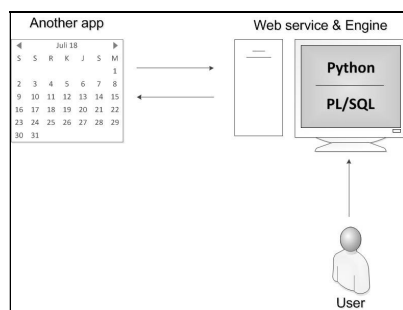 Another app
Web service & Engine
Juli 18
S S R K J S M
1
2 3 4 5 6 7 8
9 10 11 12 13 14 15
16 17 18 19 20 21 22
23 24 25 26 27 28 29
30 31
Python
PL/SQL
User